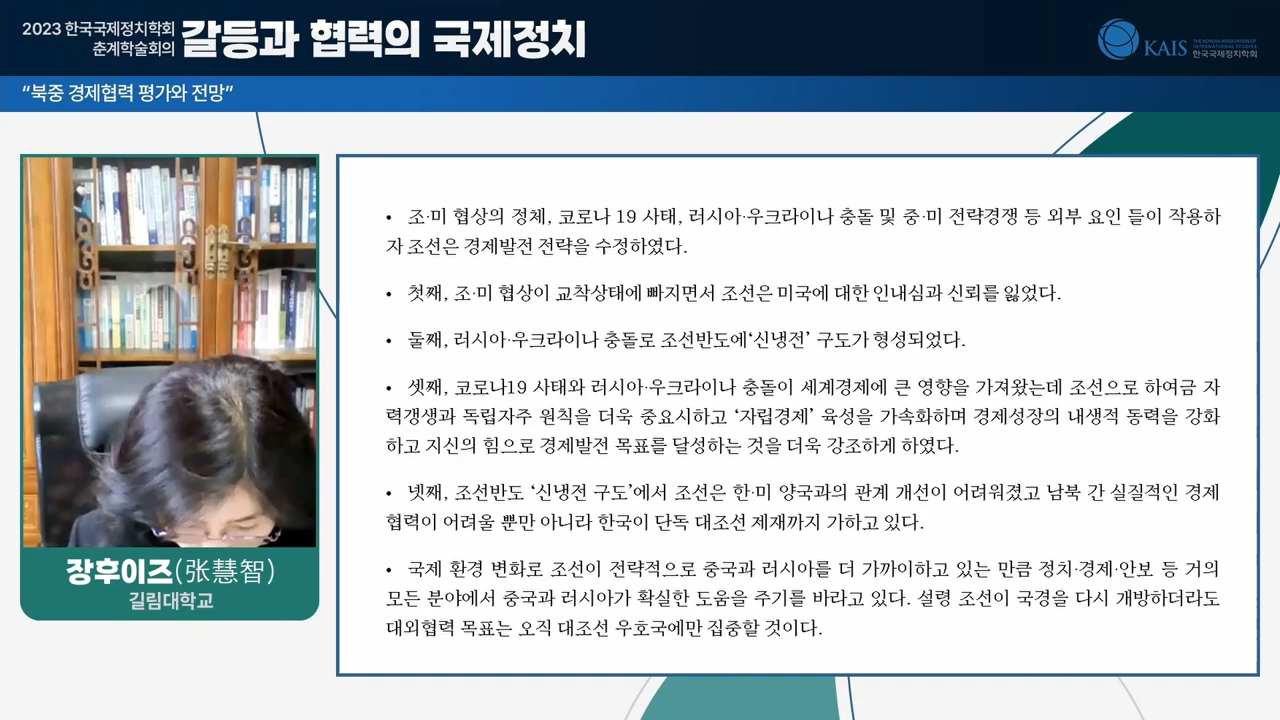 2023 한국국제정치학회
춘계학술회의
갈등과 협력의 국제정치
KAIS
THE KOREAN ASSOCIATION OF
INTERNATIONAL STUDIES
한국국제정치학회
“북중 경제협력 평가와 전망”
• 조·미 협상의 정체, 코로나 19 사태, 러시아·우크라이나 충돌 및 중·미 전략경쟁 등 외부 요인 들이 작용하
자 조선은 경제발전 전략을 수정하였다.
• 첫째, 조·미 협상이 교착상태에 빠지면서 조선은 미국에 대한 인내심과 신뢰를 잃었다.
• 둘째, 러시아·우크라이나 충돌로 조선반도에‘신냉전’ 구도가 형성되었다.
• 셋째, 코로나19 사태와 러시아·우크라이나 충돌이 세계경제에 큰 영향을 가져왔는데 조선으로 하여금 자
력갱생과 독립자주 원칙을 더욱 중요시하고 ‘자립경제’ 육성을 가속화하며 경제성장의 내생적 동력을 강화
하고 지신의 힘으로 경제발전 목표를 달성하는 것을 더욱 강조하게 하였다.
• 넷째, 조선반도 ‘신냉전 구도’에서 조선은 한·미 양국과의 관계 개선이 어려워졌고 남북 간 실질적인 경제
협력이 어려울 뿐만 아니라 한국이 단독 대조선 제재까지 가하고 있다.
• 국제 환경 변화로 조선이 전략적으로 중국과 러시아를 더 가까이하고 있는 만큼 정치·경제·안보 등 거의
모든 분야에서 중국과 러시아가 확실한 도움을 주기를 바라고 있다. 설령 조선이 국경을 다시 개방하더라도
대외협력 목표는 오직 대조선 우호국에만 집중할 것이다.
장후이즈(张慧智)
길림대학교